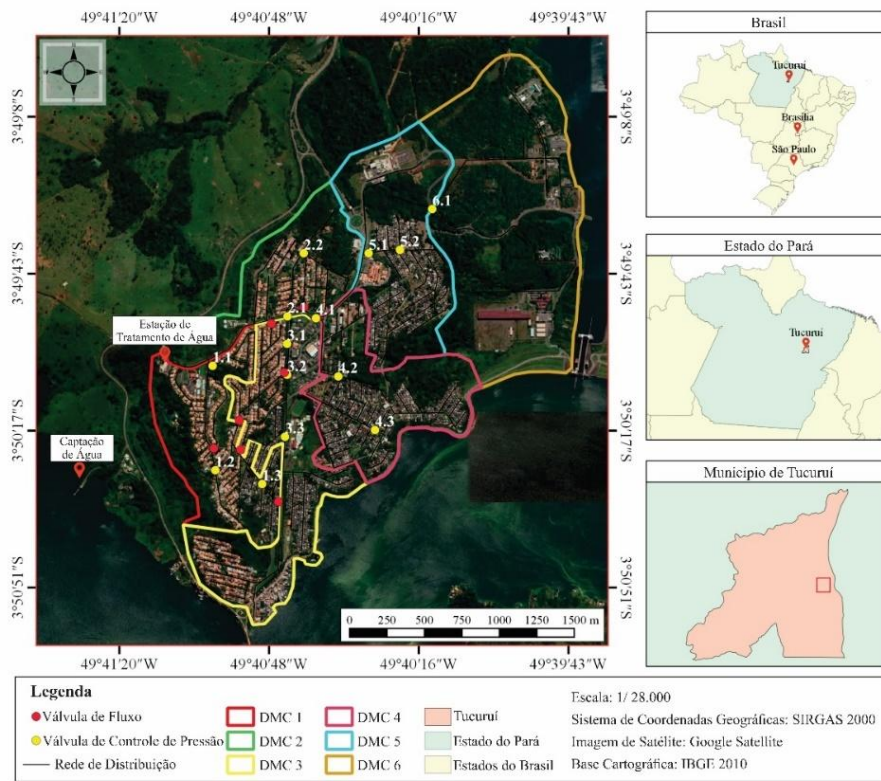 49°41'20"W 49°40'48"W 49°40'16"W 49°39'43"W
3°49'8"S
3°49'43"S
3°50'17"S
3°50'51"S
3°49'8"S
3°49'43"S
3°50'17"S
3°50'51"S
6.1
5.1
5.2
2.2
2.1
4.1
Estação de
Tratamento de Água
1.1
3.1
3.2
4.2
3.3
4.3
Captação
de Água
1.2
1.3
0 250 500 750 1000 1250 1500 m
49°41'20"W 49°40'48"W 49°40'16"W 49°39'43"W
Brasil
Tucuruí
Brasília
São Paulo
Estado do Pará
Tucuruí
Município de Tucuruí
Legenda
Válvula de Fluxo
Válvula de Controle de Pressão
Rede de Distribuição
DMC 1
DMC 2
DMC 3
DMC 4
DMC 5
DMC 6
Tucuruí
Estado do Pará
Estados do Brasil
Escala: 1/ 28.000
Sistema de Coordenadas Geográficas: SIRGAS 2000
Imagem de Satélite: Google Satellite
Base Cartográfica: IBGE 2010